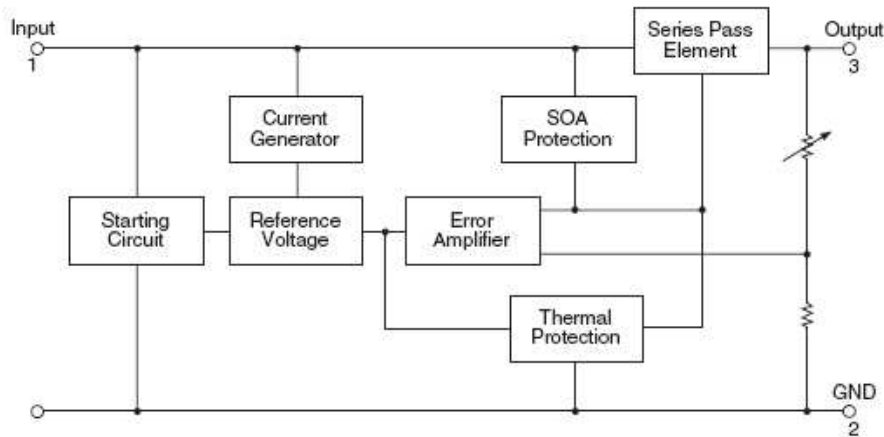 Input
1
Series Pass
Element
Output
3
Current
Generator
SOA
Protection
Starting
Circuit
Reference
Voltage
Error
Amplifier
Thermal
Protection
GND
2